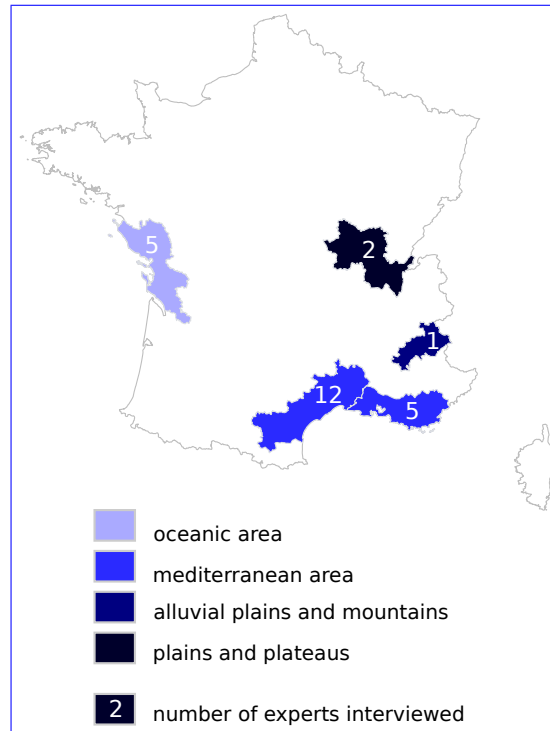 5
2
1
12
5
oceanic area
mediterranean area
alluvial plains and mountains
plains and plateaus
2 number of experts interviewed